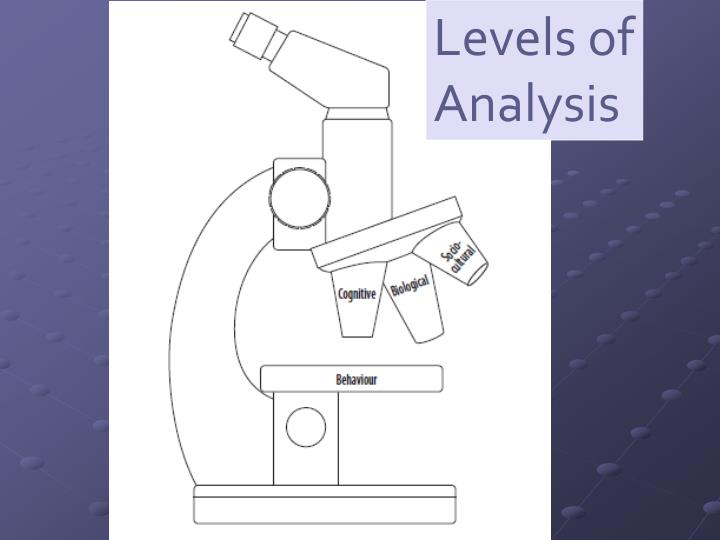 Levels of
Analysis
Socio-
cultural
Cognitive
Biological
Behaviour